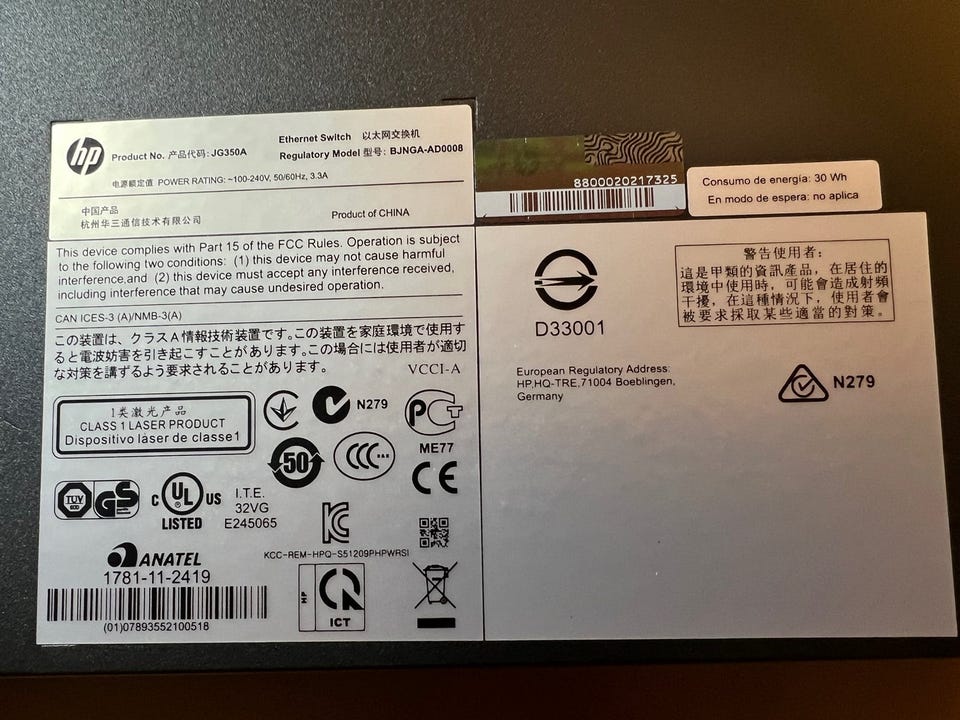 hp
Product No. 产品代码: JG350A
Ethernet Switch 以太网交换机
Regulatory Model 型号: BJNGA-AD0008
电源额定值 POWER RATING: ~100-240V, 50/60Hz, 3.3A
中国产品
杭州华三通信技术有限公司
Product of CHINA
8800020217325
Consumo de energía: 30 Wh
En modo de espera: no aplica
This device complies with Part 15 of the FCC Rules. Operation is subject
to the following two conditions: (1) this device may not cause harmful
interference,and (2) this device must accept any interference received,
including interference that may cause undesired operation.
CAN ICES-3 (A)/NMB-3(A)
この装置は、クラスA情報技術装置です。この装置を家庭環境で使用す
ると電波妨害を引き起こすことがあります。この場合には使用者が適切
な対策を講ずるよう要求されることがあります。
VCCI-A
1类激光产品
CLASS 1 LASER PRODUCT
Dispositivo láser de classe1
N279
PCT
ME77
50
CCC
CE
TUV
GS
C UL US
®
LISTED
I.T.E.
32VG
E245065
KCC-REM-HPQ-S51209PHPWRSI
ANATEL
1781-11-2419
(01)07893552100518
HP
ICT
D33001
警告使用者:
這是甲類的資訊產品，在居住的
環境中使用時，可能會造成射頻
干擾，在這種情況下，使用者會
被要求採取某些適當的對策。
European Regulatory Address:
HP,HQ-TRE,71004 Boeblingen,
Germany
N279